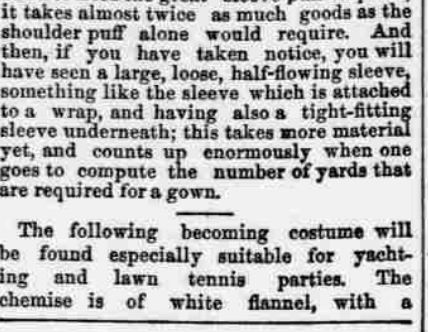 it takes almost twice as much goods as the
shoulder puff alone would require. And
then, if you have taken notice, you will
have seen a large, loose, half-flowing sleeve,
something like the sleeve which is attached
to a wrap, and having also a tight-fitting
sleeve underneath; this takes more material
yet, and counts up enormously when one
goes to compute the number of yards that
are required for a gown.
The following becoming costume will
be found especially suitable for yacht-
ing and lawn tennis parties. The
chemise is of white flannel, with a